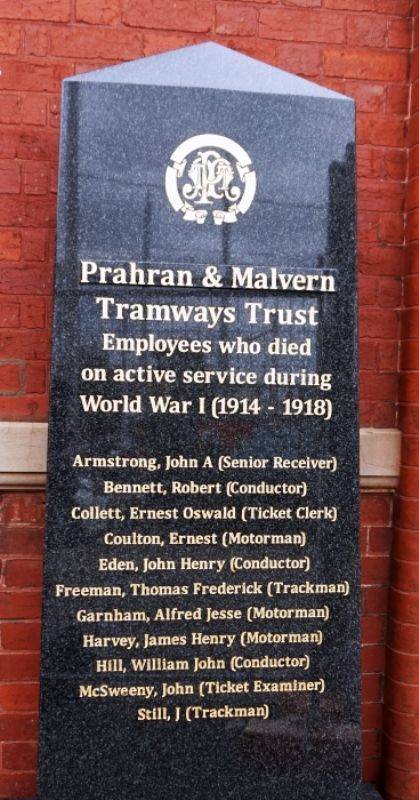 Prahran & Malvern
Tramways Trust
Employees who died
on active service during
World War I (1914 - 1918)
Armstrong, John A (Senior Receiver)
Bennett, Robert (Conductor)
Collett, Ernest Oswald (Ticket Clerk)
Coulton, Ernest (Motorman)
Eden, John Henry (Conductor)
Freeman, Thomas Frederick (Trackman)
Garnham, Alfred Jesse (Motorman)
Harvey, James Henry (Motorman)
Hill, William John (Conductor)
McSweeny, John (Ticket Examiner)
Still, J (Trackman)